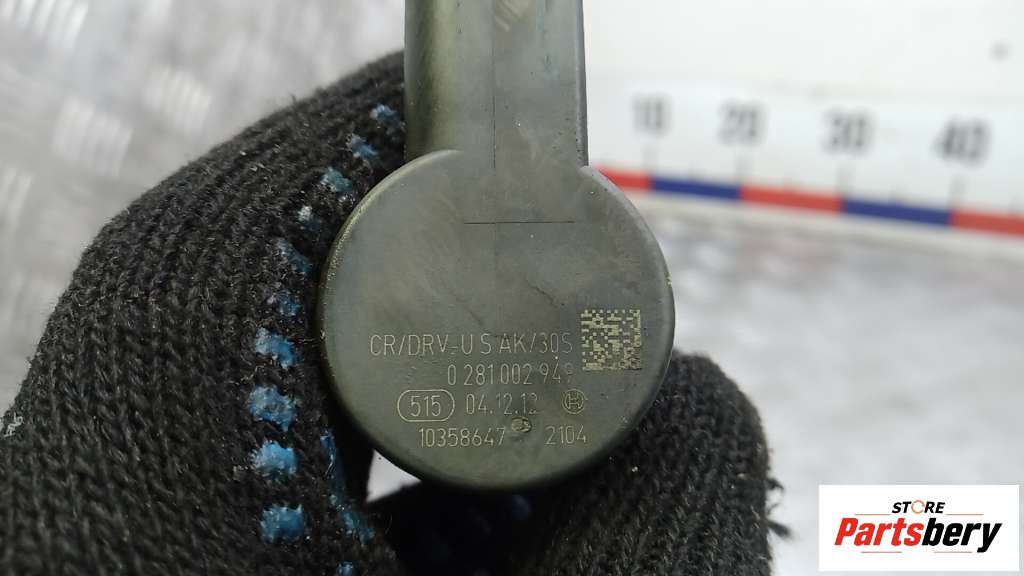 10 20 30 40
CR/DRV-U S AK/30S
0 281 002 949
515 04.12.12
10358647 2104
STORE
Partsbery